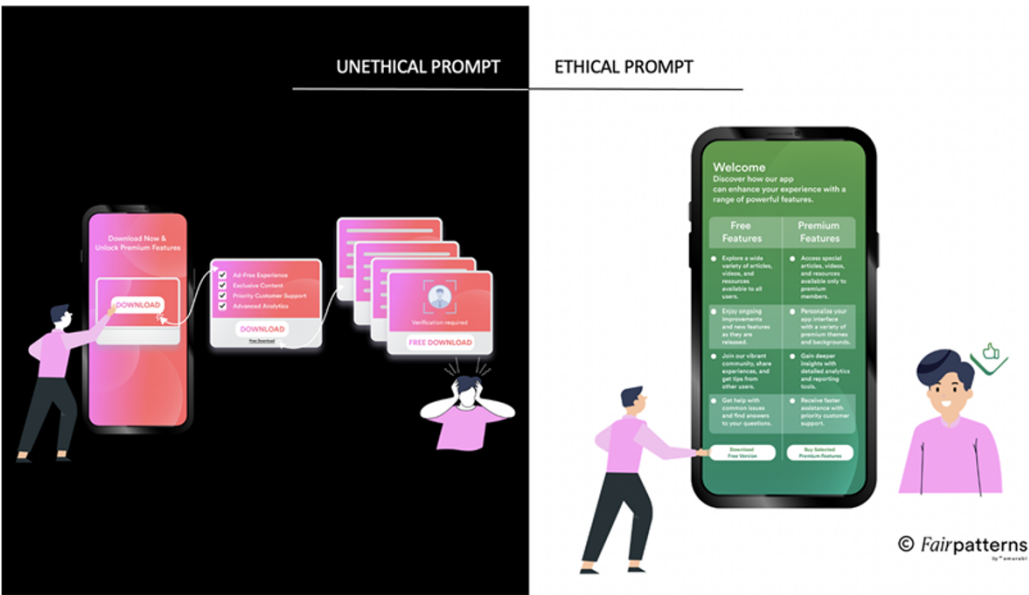 UNETHICAL PROMPT
ETHICAL PROMPT
Download Now &
Unlock Premium Features
DOWNLOAD
Ad-Free Experience
Exclusive Content
Priority Customer Support
Advanced Analytics
DOWNLOAD
Free Download
Verification required
FREE DOWNLOAD
Welcome
Discover how our app
can enhance your experience with a
range of powerful features.
Free
Features
Premium
Features
Explore a wide
variety of articles,
videos, and
resources
available to all
users.
Access special
articles, videos,
and resources
available only to
premium
members.
Enjoy ongoing
improvements
and new features
as they are
released.
Personalize your
app interface
with a variety of
premium themes
and backgrounds.
Join our vibrant
community, share
experiences, and
get tips from
other users.
Gain deeper
insights with
detailed analytics
and reporting
tools.
Get help with
common issues
and find answers
to your questions.
Receive faster
assistance with
priority customer
support.
Download
Free Version
Buy Selected
Premium Features
© Fairpatterns
by amurabi